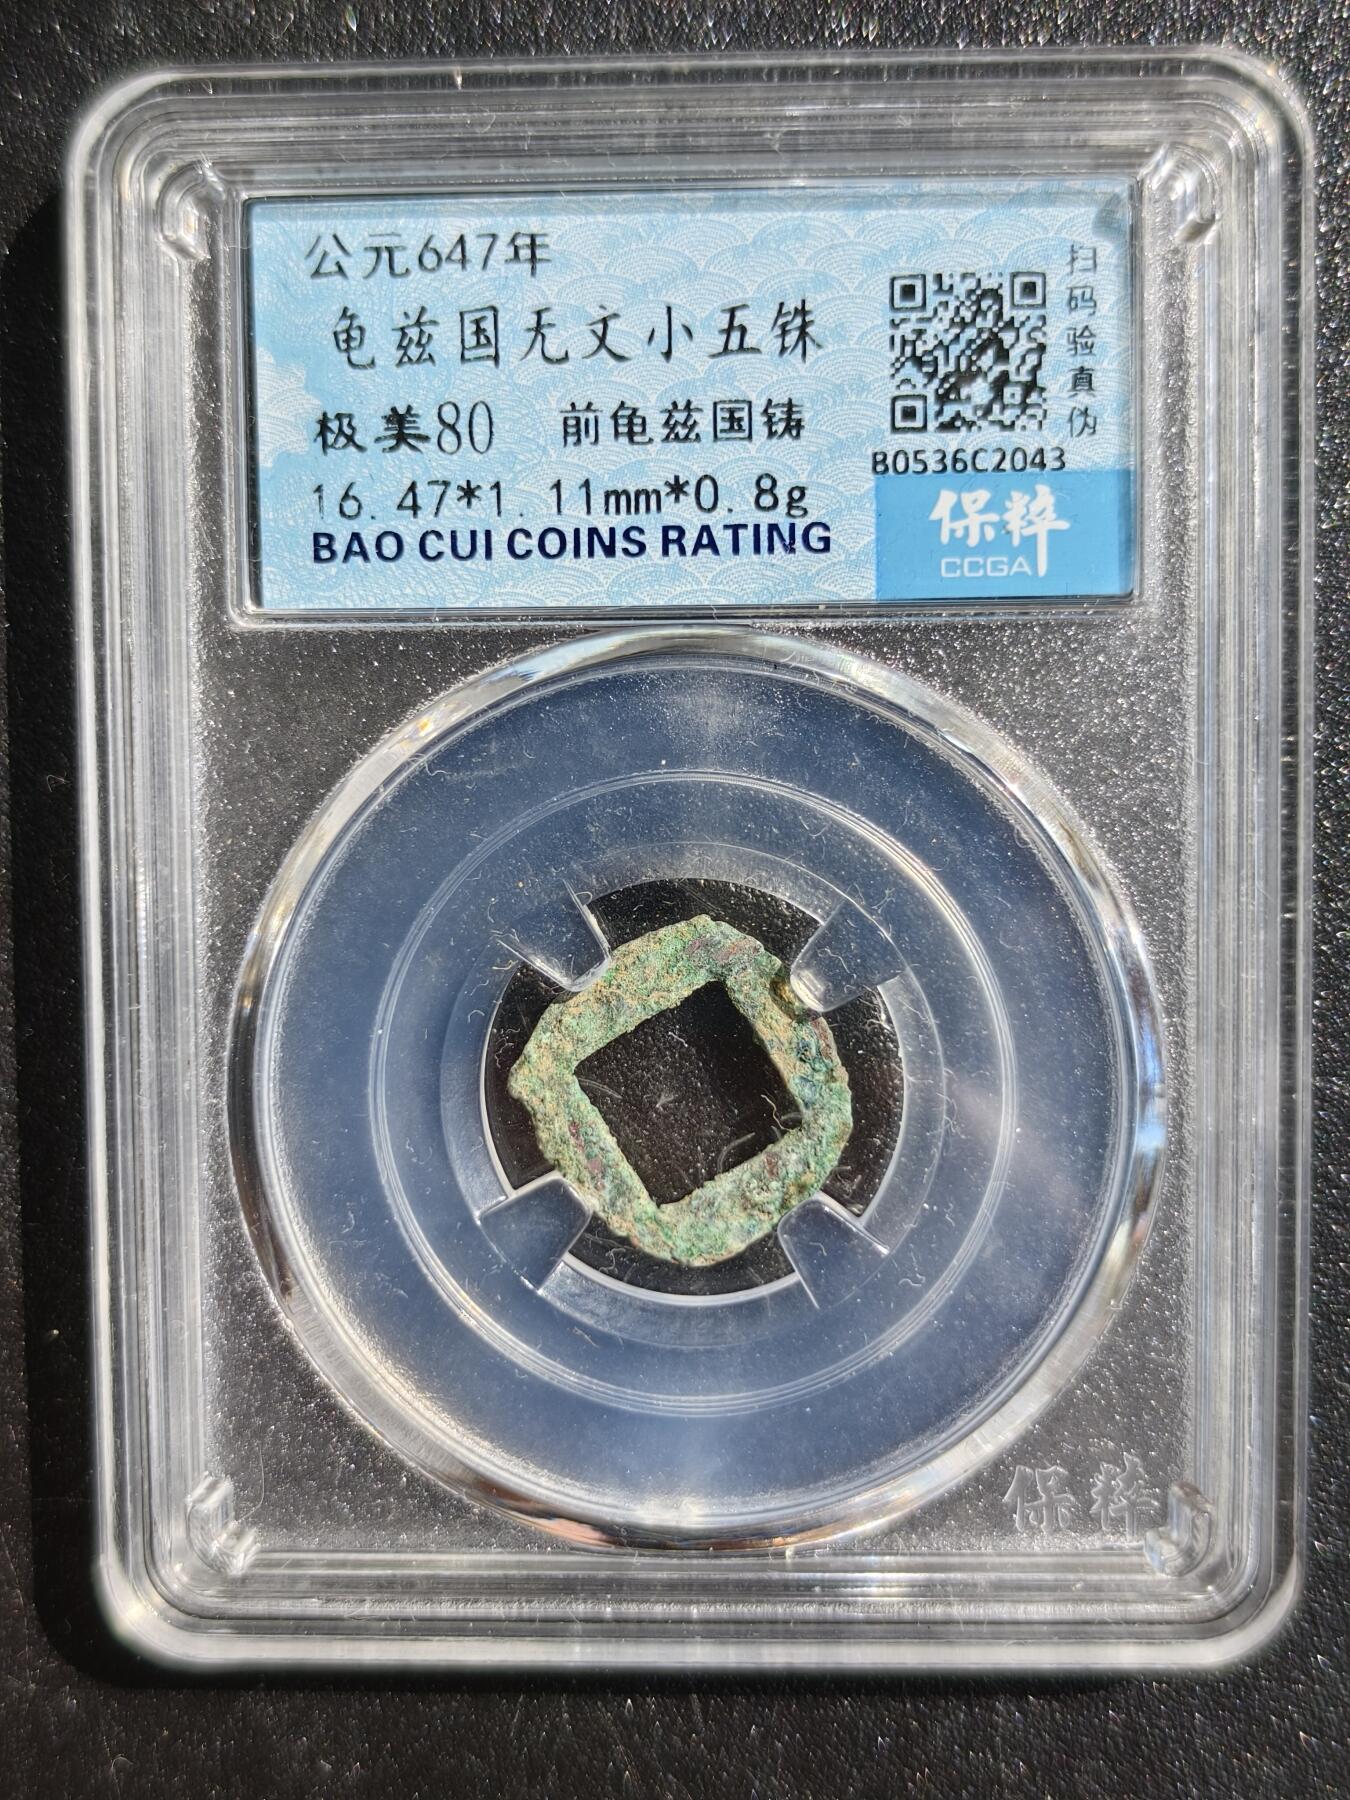 公元647年
龟兹国无文小五铢
极美80 前龟兹国铸
16.47*1.11mm*0.8g
BAO CUI COINS RATING
扫码验真伪
B0536C2043
保粹
CCGA
保粹